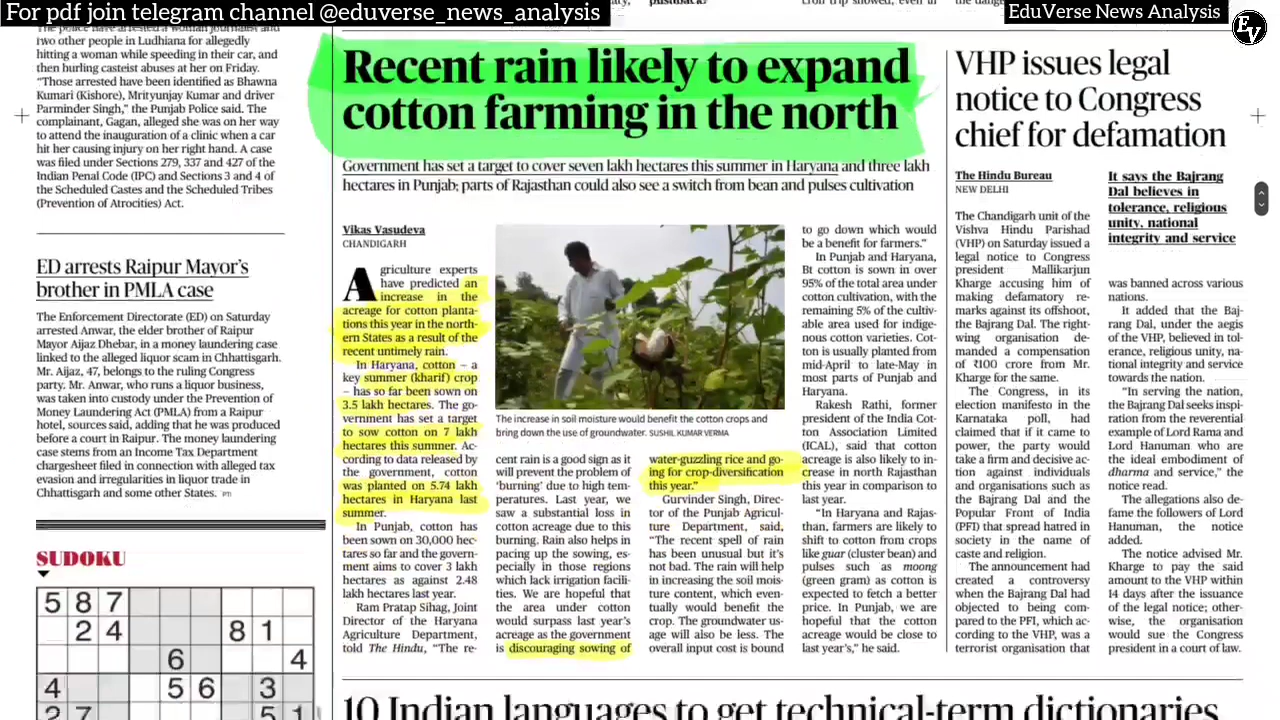 For pdf join telegram channel @eduverse_news_analysis
EduVerse News Analysis
EV
two other people in Ludhiana for allegedly
hitting a woman while speeding in their car, and
then hurling casteist abuses at her on Friday.
“Those arrested have been identified as Bhawna
Kumari (Kishore), Mrityunjay Kumar and driver
Parminder Singh,” the Punjab Police said. The
complainant, Gagan, alleged she was on her way
to attend the inauguration of a clinic when a car
hit her causing injury on her right hand. A case
was filed under Sections 279, 337 and 427 of the
Indian Penal Code (IPC) and Sections 3 and 4 of
the Scheduled Castes and the Scheduled Tribes
(Prevention of Atrocities) Act.
ED arrests Raipur Mayor’s
brother in PMLA case
The Enforcement Directorate (ED) on Saturday
arrested Anwar, the elder brother of Raipur
Mayor Aijaz Dhebar, in a money laundering case
linked to the alleged liquor scam in Chhattisgarh.
Mr. Aijaz, 47, belongs to the ruling Congress
party. Mr. Anwar, who runs a liquor business,
was taken into custody under the Prevention of
Money Laundering Act (PMLA) from a Raipur
hotel, sources said, adding that he was produced
before a court in Raipur. The money laundering
case stems from an Income Tax Department
chargesheet filed in connection with alleged tax
evasion and irregularities in liquor trade in
Chhattisgarh and some other States. PTI
SUDOKU
5 8 7
2 4 8 1
6 4
4 5 6 3
2 7 5 1
Recent rain likely to expand
cotton farming in the north
Government has set a target to cover seven lakh hectares this summer in Haryana and three lakh
hectares in Punjab; parts of Rajasthan could also see a switch from bean and pulses cultivation
Vikas Vasudeva
CHANDIGARH
Agriculture experts
have predicted an
increase in the
acreage for cotton planta-
tions this year in the north-
ern States as a result of the
recent untimely rain.
In Haryana, cotton – a
key summer (kharif) crop
– has so far been sown on
3.5 lakh hectares. The go-
vernment has set a target
to sow cotton on 7 lakh
hectares this summer. Ac-
cording to data released by
the government, cotton
was planted on 5.74 lakh
hectares in Haryana last
summer.
In Punjab, cotton has
been sown on 30,000 hec-
tares so far and the govern-
ment aims to cover 3 lakh
hectares as against 2.48
lakh hectares last year.
Ram Pratap Sihag, Joint
Director of the Haryana
Agriculture Department,
told The Hindu, “The re-
The increase in soil moisture would benefit the cotton crops and
bring down the use of groundwater. SUSHIL KUMAR VERMA
cent rain is a good sign as it
will prevent the problem of
‘burning’ due to high tem-
peratures. Last year, we
saw a substantial loss in
cotton acreage due to this
burning. Rain also helps in
pacing up the sowing, es-
pecially in those regions
which lack irrigation facili-
ties. We are hopeful that
the area under cotton
would surpass last year’s
acreage as the government
is discouraging sowing of
water-guzzling rice and go-
ing for crop-diversification
this year.”
Gurvinder Singh, Direc-
tor of the Punjab Agricul-
ture Department, said,
“The recent spell of rain
has been unusual but it’s
not bad. The rain will help
in increasing the soil mois-
ture content, which even-
tually would benefit the
crop. The groundwater us-
age will also be less. The
overall input cost is bound
to go down which would
be a benefit for farmers.”
In Punjab and Haryana,
Bt cotton is sown in over
95% of the total area under
cotton cultivation, with the
remaining 5% of the cultiv-
able area used for indige-
nous cotton varieties. Cot-
ton is usually planted from
mid-April to late-May in
most parts of Punjab and
Haryana.
Rakesh Rathi, former
president of the India Cot-
ton Association Limited
(ICAL), said that cotton
acreage is also likely to in-
crease in north Rajasthan
this year in comparison to
last year.
“In Haryana and Rajas-
than, farmers are likely to
shift to cotton from crops
like guar (cluster bean) and
pulses such as moong
(green gram) as cotton is
expected to fetch a better
price. In Punjab, we are
hopeful that the cotton
acreage would be close to
last year’s,” he said.
VHP issues legal
notice to Congress
chief for defamation
The Hindu Bureau
NEW DELHI
The Chandigarh unit of the
Vishva Hindu Parishad
(VHP) on Saturday issued a
legal notice to Congress
president Mallikarjun
Kharge accusing him of
making defamatory re-
marks against its offshoot,
the Bajrang Dal. The right-
wing organisation de-
manded a compensation
of ₹100 crore from Mr.
Kharge for the same.
The Congress, in its
election manifesto in the
Karnataka poll, had
claimed that if it came to
power, the party would
take a firm and decisive ac-
tion against individuals
and organisations such as
the Bajrang Dal and the
Popular Front of India
(PFI) that spread hatred in
society in the name of
caste and religion.
The announcement had
created a controversy
when the Bajrang Dal had
objected to being com-
pared to the PFI, which ac-
cording to the VHP, was a
terrorist organisation that
It says the Bajrang
Dal believes in
tolerance, religious
unity, national
integrity and service
was banned across various
nations.
It added that the Baj-
rang Dal, under the aegis
of the VHP, believed in tol-
erance, religious unity, na-
tional integrity and service
towards the nation.
“In serving the nation,
the Bajrang Dal seeks inspi-
ration from the reverential
example of Lord Rama and
Lord Hanuman who are
the ideal embodiment of
dharma and service,” the
notice read.
The allegations also de-
fame the followers of Lord
Hanuman, the notice
added.
The notice advised Mr.
Kharge to pay the said
amount to the VHP within
14 days after the issuance
of the legal notice; other-
wise, the organisation
would sue the Congress
president in a court of law.
10 Indian languages to get technical-term dictionaries